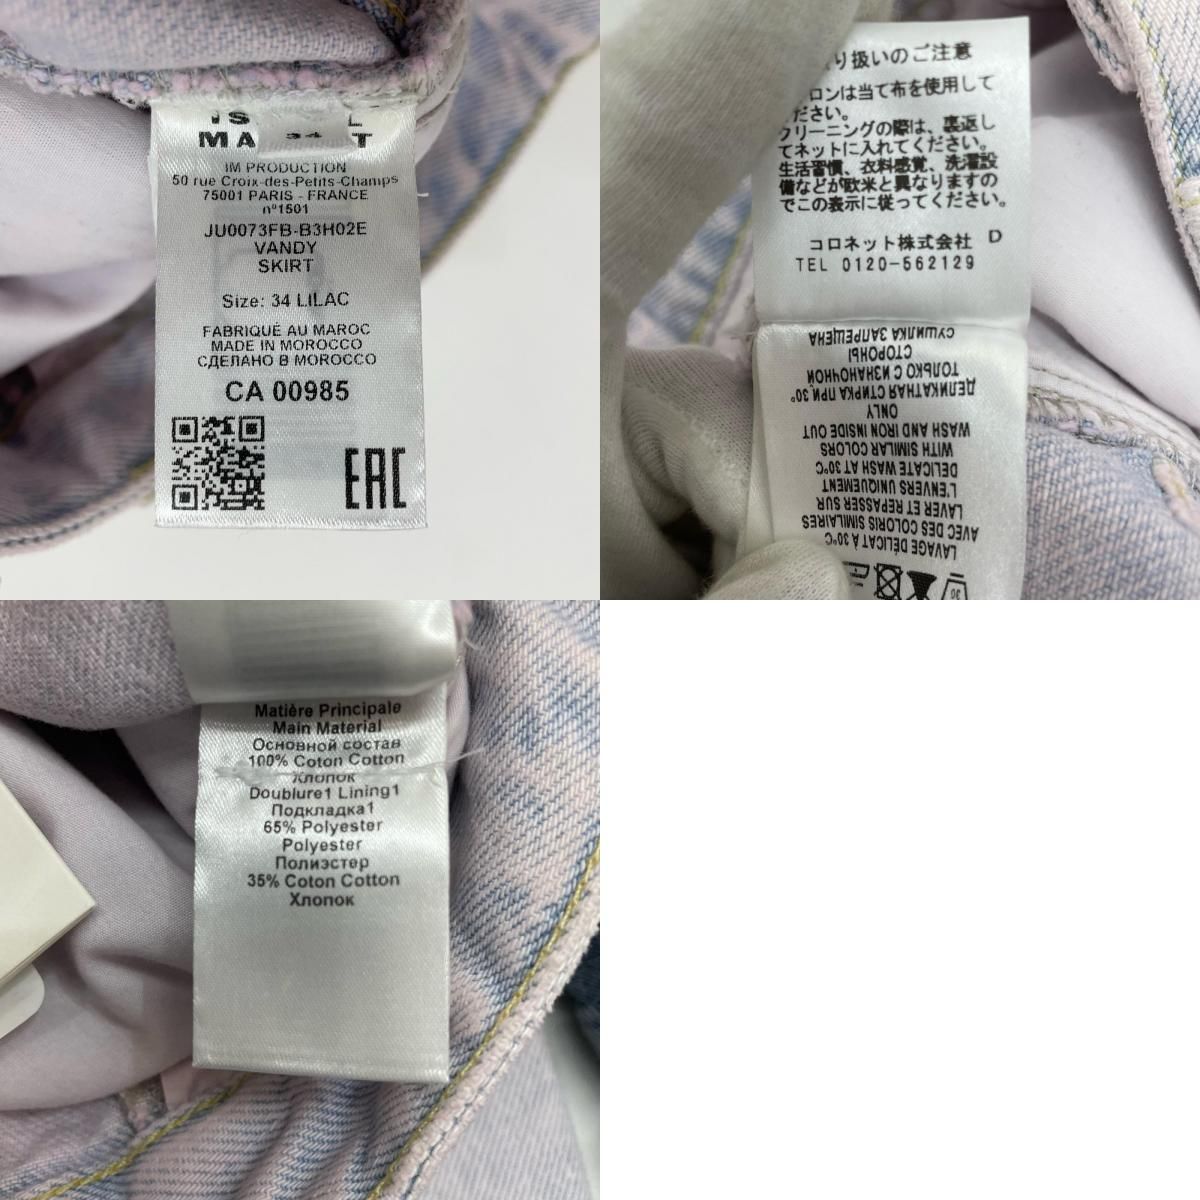 34
IM PRODUCTION
50 rue Croix-des-Petits-Champs
75001 PARIS - FRANCE
n°1501
JU0073FB-B3H02E
VANDY
SKIRT
Size: 34 LILAC
FABRIQUÉ AU MAROC
MADE IN MOROCCO
СДЕЛАНО В MOROCCO
CA 00985
EAC
り扱いのご注意
ロンは当て布を使用して
ださい。
クリーニングの際は、裏返し
てネットに入れてください。
生活習慣、衣料感覚、洗濯設
備などが欧米と異なりますの
でこの表示に従ってください。
コロネット株式会社 D
TEL 0120-562129
LAVAGE DÉLICAT À 30°C
AVEC DES COLORIS SIMILAIRES
LAVER ET REPASSER SUR
L'ENVERS UNIQUEMENT
DELICATE WASH AT 30°C
WITH SIMILAR COLORS
WASH AND IRON INSIDE OUT
ONLY
ДЕЛИКАТНАЯ СТИРКА ПРИ 30°
ТОЛЬКО С ИЗНАНОЧНОЙ
СТОРОНЫ
СУШИЛКА ЗАПРЕЩЕНА
30
Matière Principale
Main Material
Основной состав
100% Coton Cotton
Хлопок
Doublure1 Lining1
Подкладка1
65% Polyester
Polyester
Полиэстер
35% Coton Cotton
Хлопок